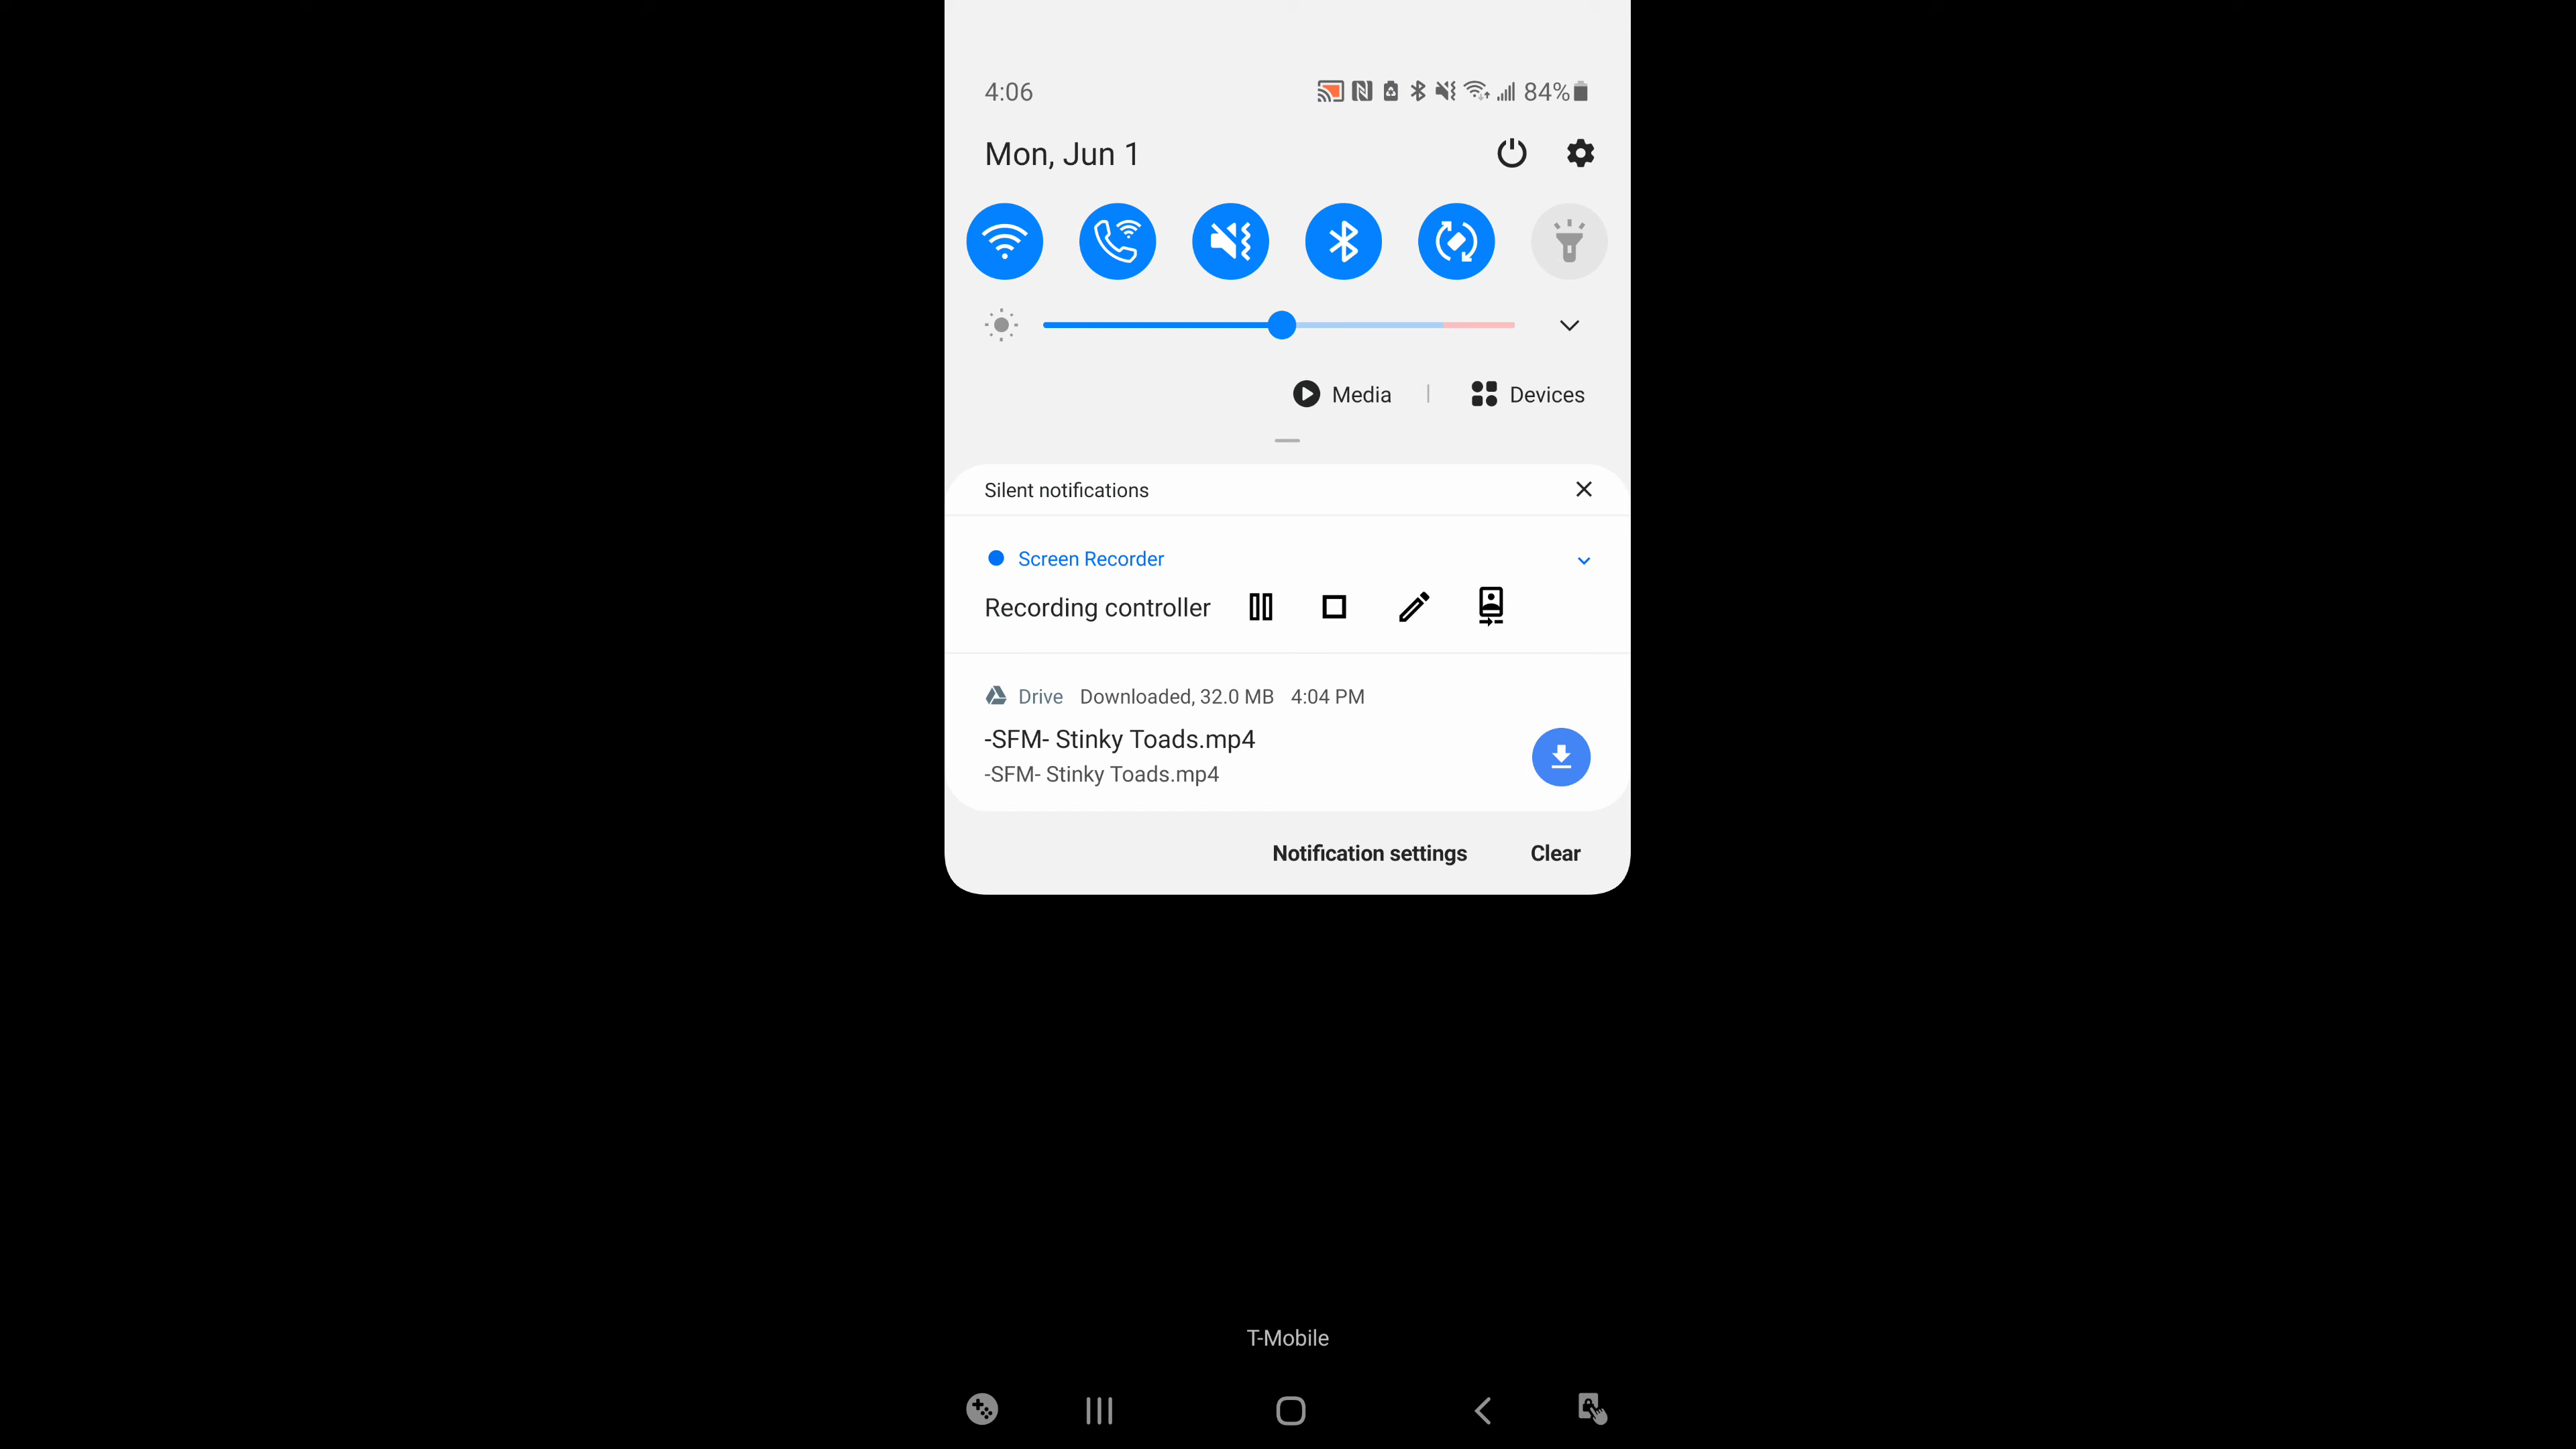 4:06 84%
Mon, Jun 1
Media | Devices
Silent notifications
Screen Recorder
Recording controller
Drive Downloaded, 32.0 MB 4:04 PM
-SFM- Stinky Toads.mp4
-SFM- Stinky Toads.mp4
Notification settings Clear
T-Mobile